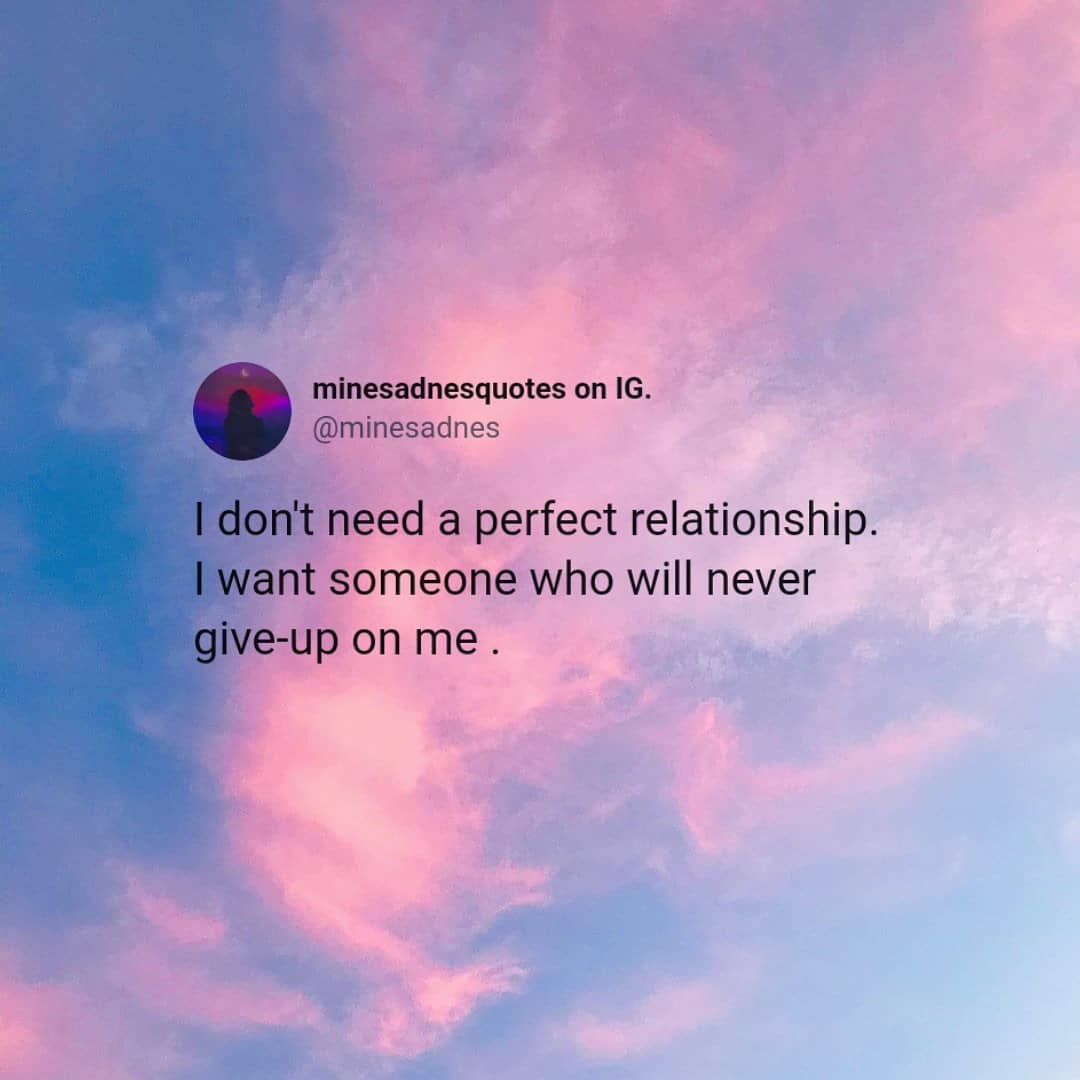 minesadnesquotes on IG.
@minesadnes
I don't need a perfect relationship.
I want someone who will never
give-up on me .